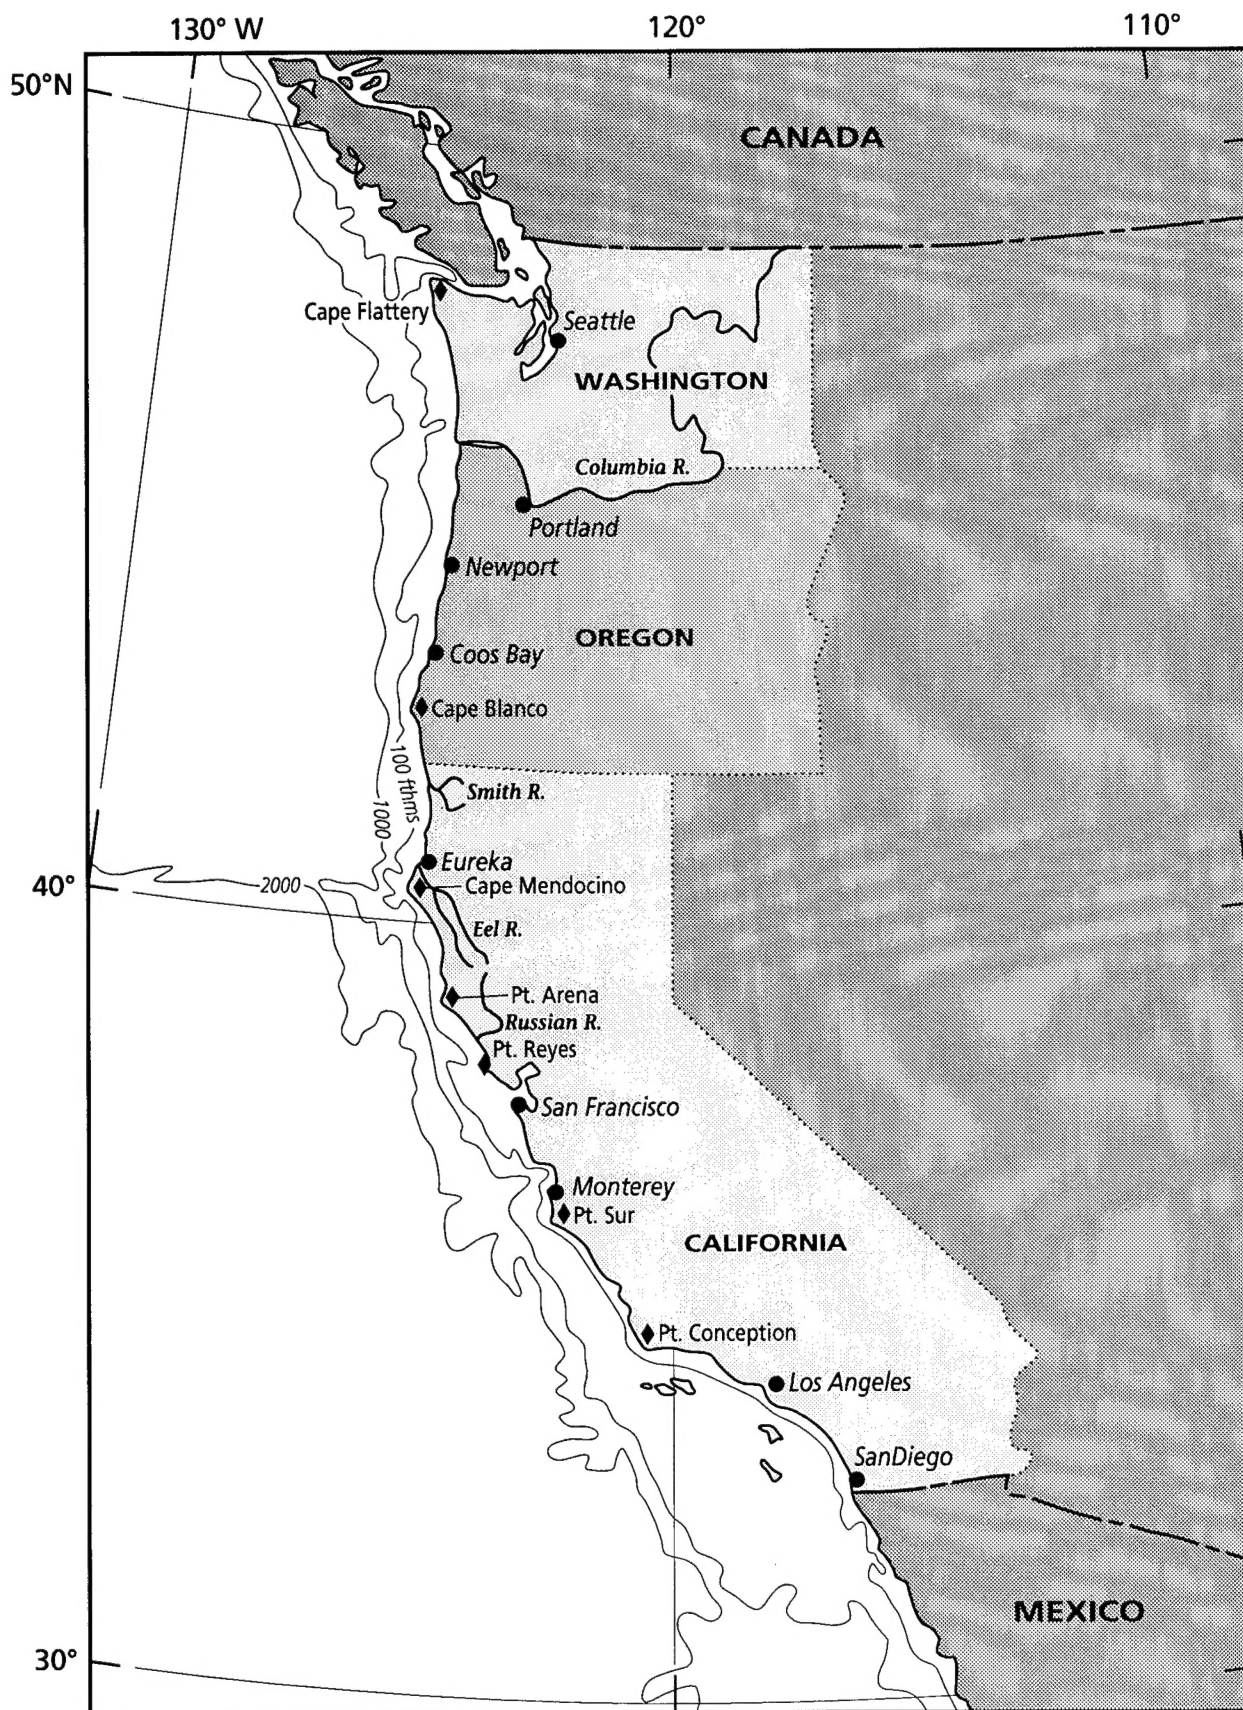 130° W
120°
110°
50°N
CANADA
Cape Flattery
Seattle
WASHINGTON
Columbia R.
Portland
Newport
OREGON
Coos Bay
Cape Blanco
100 fthms
1000
Smith R.
Eureka
2000
40°
Cape Mendocino
Eel R.
Pt. Arena
Russian R.
Pt. Reyes
San Francisco
Monterey
Pt. Sur
CALIFORNIA
Pt. Conception
Los Angeles
SanDiego
MEXICO
30°